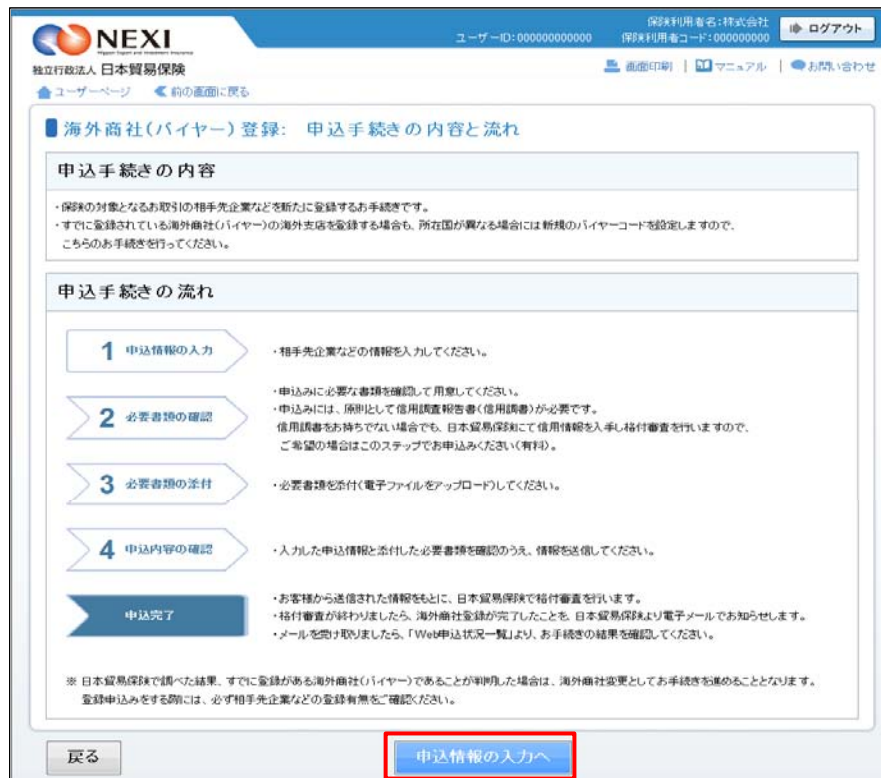 NEXI
Nippon Export and Investment Insurance
独立行政法人 日本貿易保険
ユーザーID:000000000000
保険利用者名:株式会社
保険利用者コード:000000000
ログアウト
画面印刷 | マニュアル | お問い合わせ
ユーザーページ 前の画面に戻る
海外商社(バイヤー)登録: 申込手続きの内容と流れ
申込手続きの内容
・保険の対象となるお取引の相手先企業などを新たに登録するお手続きです。
・すでに登録されている海外商社(バイヤー)の海外支店を登録する場合も、所在国が異なる場合には新規のバイヤーコードを設定しますので、
こちらのお手続きを行ってください。
申込手続きの流れ
1 申込情報の入力
・相手先企業などの情報を入力してください。
2 必要書類の確認
・申込みに必要な書類を確認して用意してください。
・申込みには、原則として信用調査報告書(信用調書)が必要です。
信用調書をお持ちでない場合でも、日本貿易保険にて信用情報を入手し格付審査を行いますので、
ご希望の場合はこのステップでお申込みください(有料)。
3 必要書類の添付
・必要書類を添付(電子ファイルをアップロード)してください。
4 申込内容の確認
・入力した申込情報と添付した必要書類を確認のうえ、情報を送信してください。
申込完了
・お客様から送信された情報をもとに、日本貿易保険で格付審査を行います。
・格付審査が終わりましたら、海外商社登録が完了したことを、日本貿易保険より電子メールでお知らせします。
・メールを受け取りましたら、「Web申込状況一覧」より、お手続きの結果を確認してください。
※ 日本貿易保険で調べた結果、すでに登録がある海外商社(バイヤー)であることが判明した場合は、海外商社変更としてお手続きを進めることとなります。
登録申込みをする際には、必ず相手先企業などの登録有無をご確認ください。
戻る
申込情報の入力へ